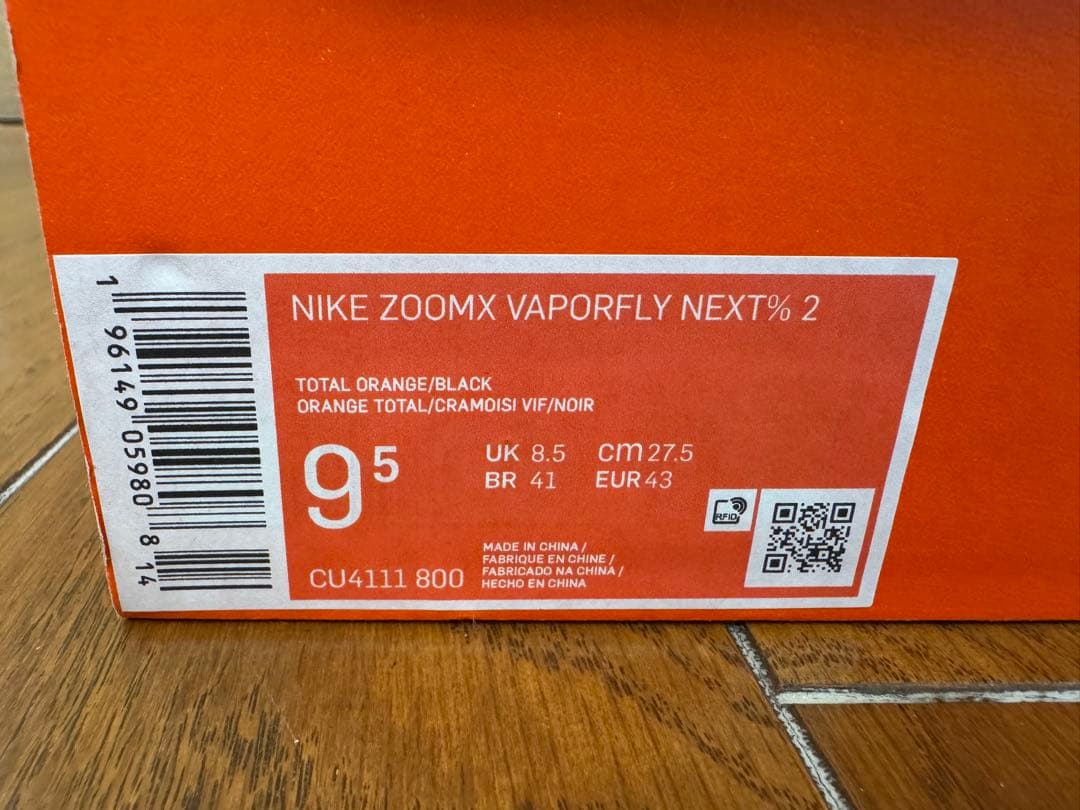 1 96149 05980 8 14
NIKE ZOOMX VAPORFLY NEXT% 2
TOTAL ORANGE/BLACK
ORANGE TOTAL/CRAMOISI VIF/NOIR
9 5
UK 8.5 cm 27.5
BR 41 EUR 43
RFID
CU4111 800
MADE IN CHINA /
FABRIQUE EN CHINE /
FABRICADO NA CHINA /
HECHO EN CHINA